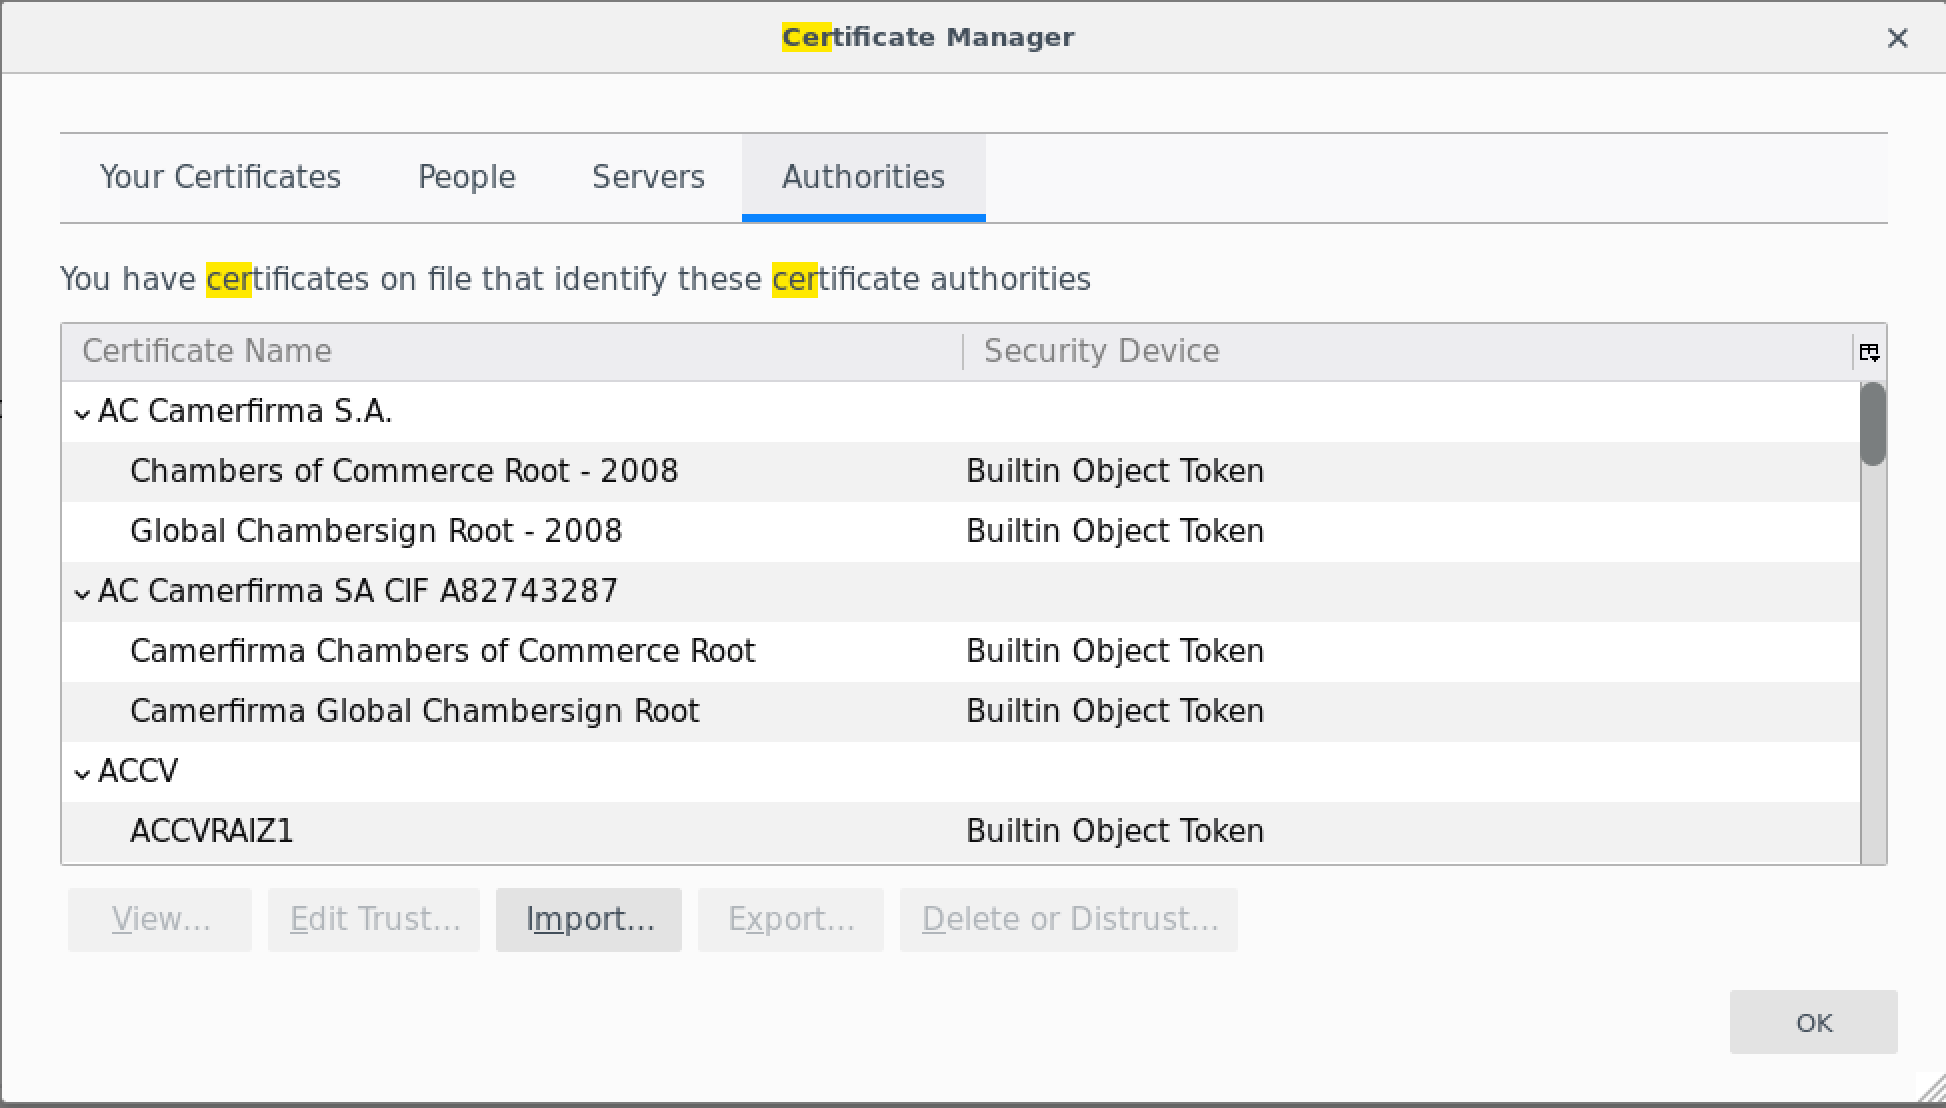 Certificate Manager
Your Certificates People Servers Authorities
You have certificates on file that identify these certificate authorities
Certificate Name Security Device
AC Camerfirma S.A.
Chambers of Commerce Root - 2008 Builtin Object Token
Global Chambersign Root - 2008 Builtin Object Token
AC Camerfirma SA CIF A82743287
Camerfirma Chambers of Commerce Root Builtin Object Token
Camerfirma Global Chambersign Root Builtin Object Token
ACCV
ACCVRAIZ1 Builtin Object Token
View... Edit Trust... Import... Export... Delete or Distrust...
OK